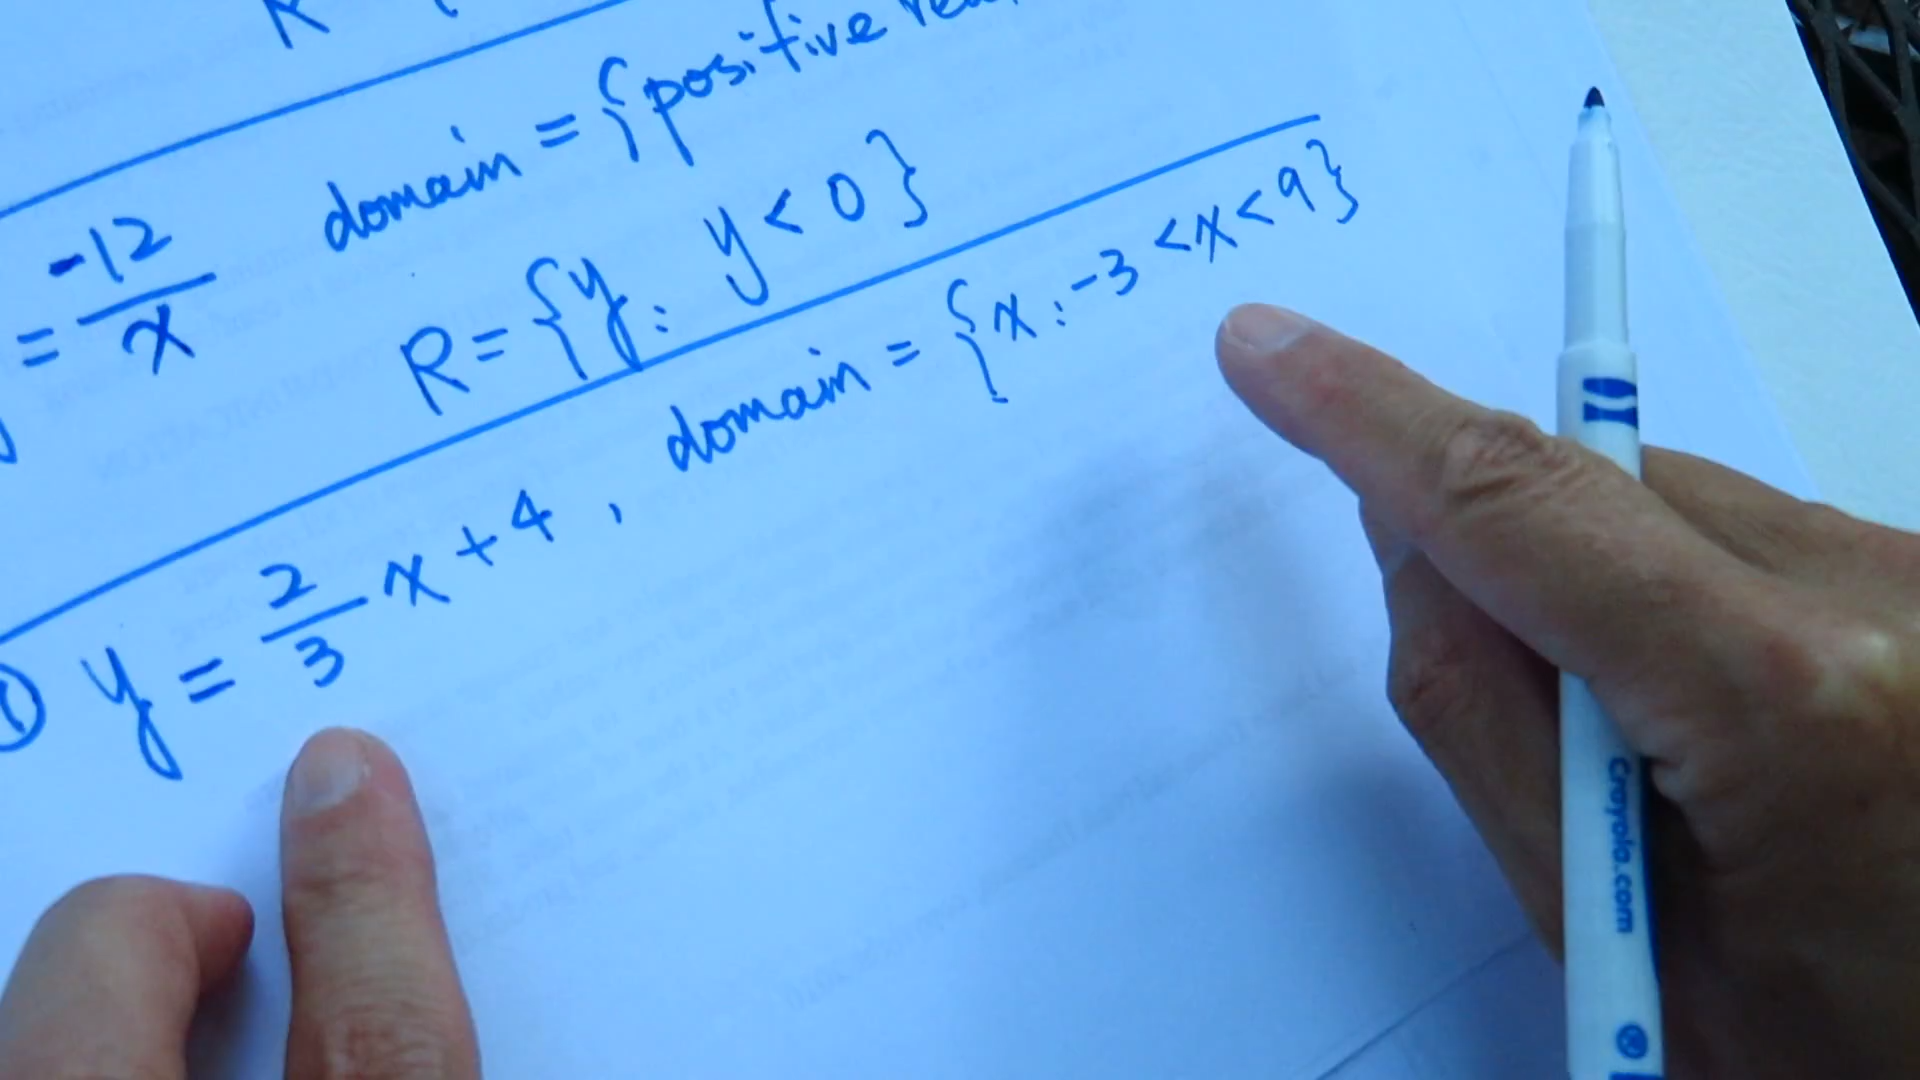 domain = {positive
= -12/x
R = {y: y < 0}
① y = 2/3 x + 4, domain = {x: -3 < x < 9}
Crayola.com